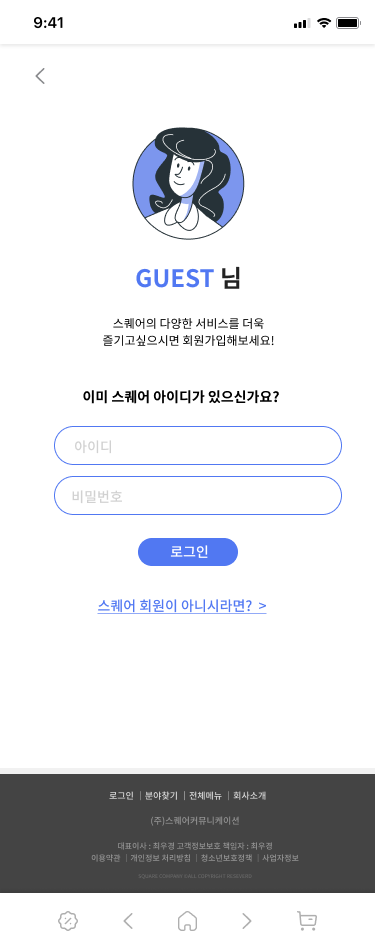 9:41
GUEST 님
스퀘어의 다양한 서비스를 더욱
즐기고싶으시면 회원가입해보세요!
이미 스퀘어 아이디가 있으신가요?
아이디
비밀번호
로그인
스퀘어 회원이 아니시라면? >
로그인 | 분야찾기 | 전체메뉴 | 회사소개
(주)스퀘어커뮤니케이션
대표이사 : 최우경 고객정보보호 책임자 : 최우경
이용약관 | 개인정보 처리방침 | 청소년보호정책 | 사업자정보